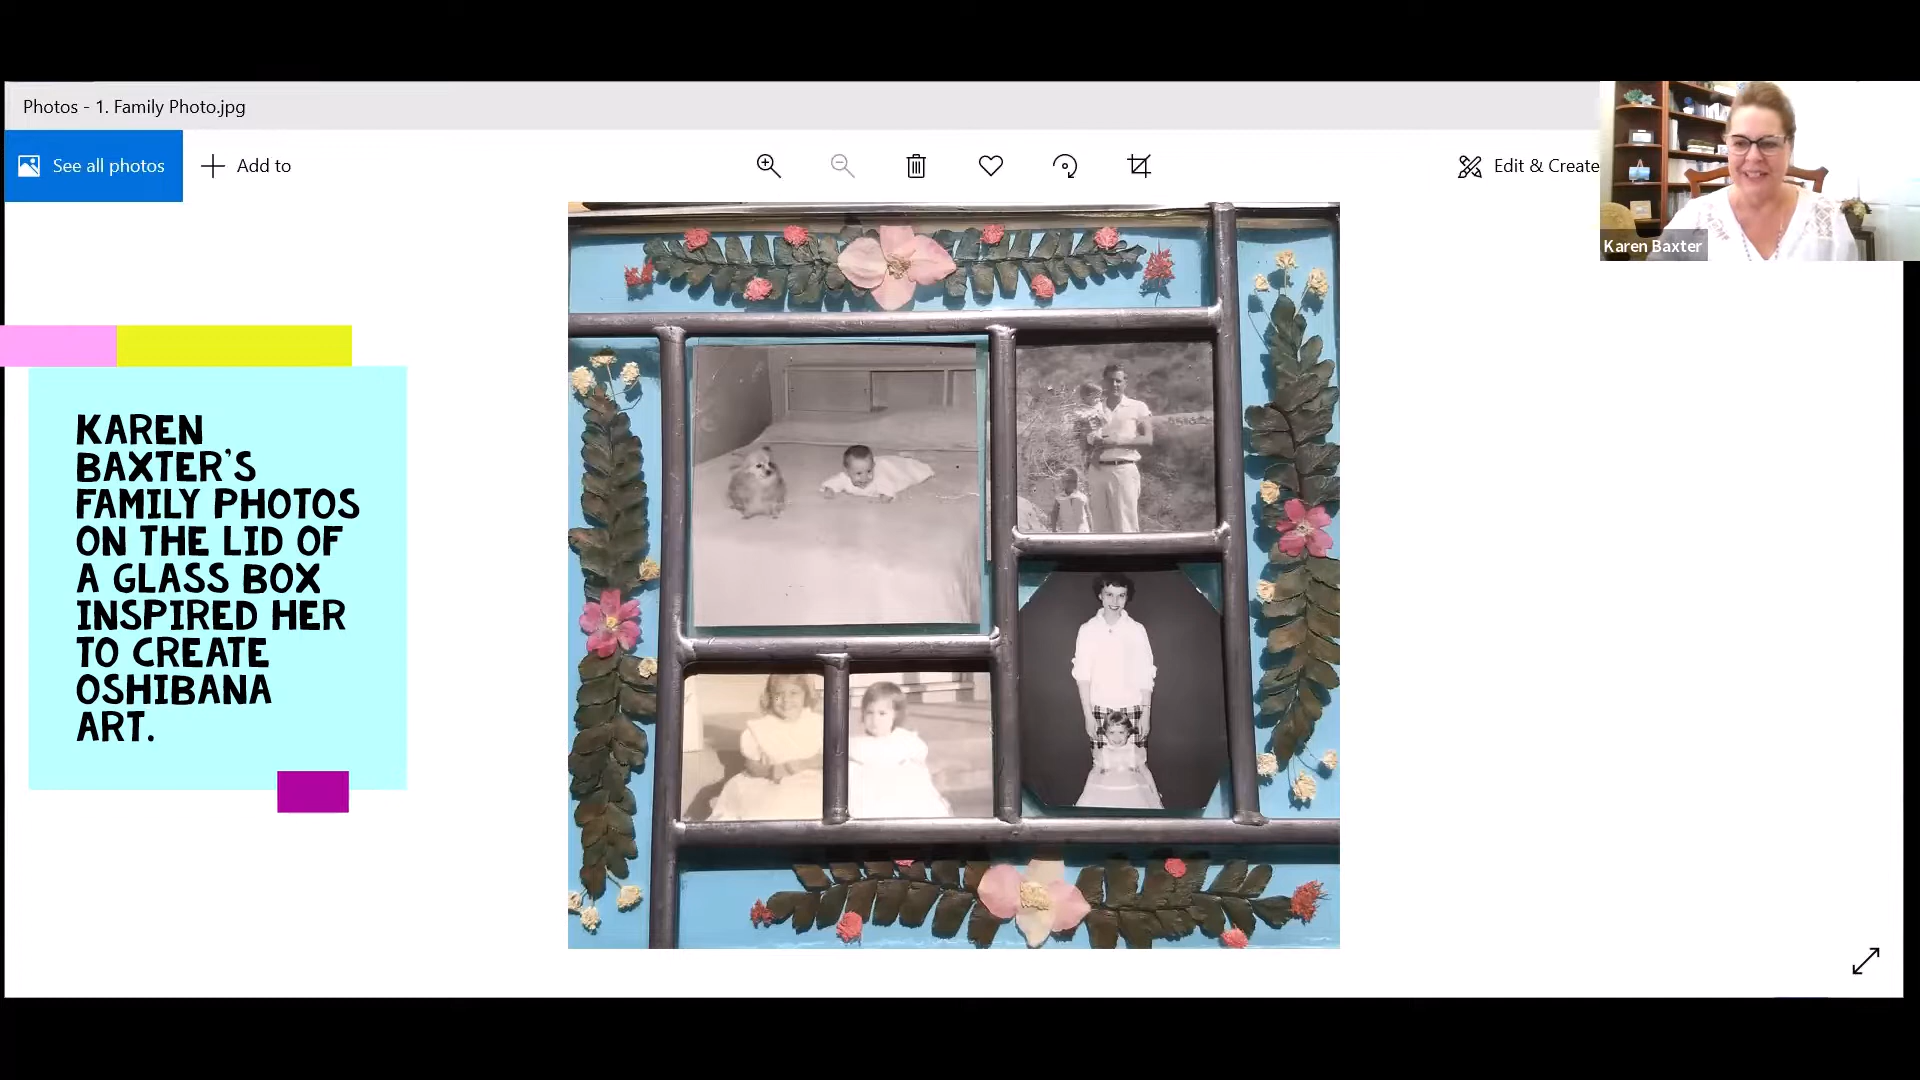 Photos - 1. Family Photo.jpg
See all photos
Add to
Edit & Create
Karen Baxter
KAREN
BAXTER'S
FAMILY PHOTOS
ON THE LID OF
A GLASS BOX
INSPIRED HER
TO CREATE
OSHIBANA
ART.